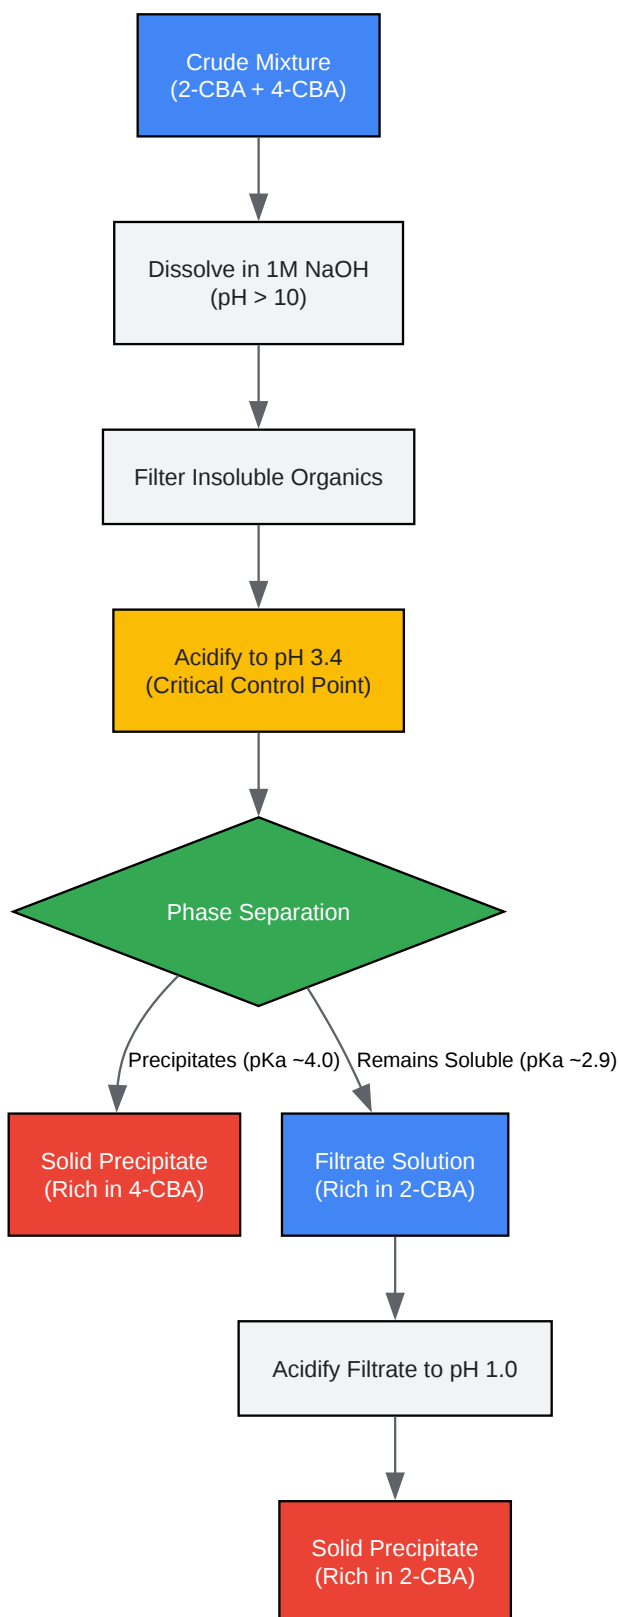 Crude Mixture
(2-CBA + 4-CBA)
Dissolve in 1M NaOH
(pH > 10)
Filter Insoluble Organics
Acidify to pH 3.4
(Critical Control Point)
Phase Separation
Precipitates (pKa ~4.0)
Remains Soluble (pKa ~2.9)
Solid Precipitate
(Rich in 4-CBA)
Filtrate Solution
(Rich in 2-CBA)
Acidify Filtrate to pH 1.0
Solid Precipitate
(Rich in 2-CBA)